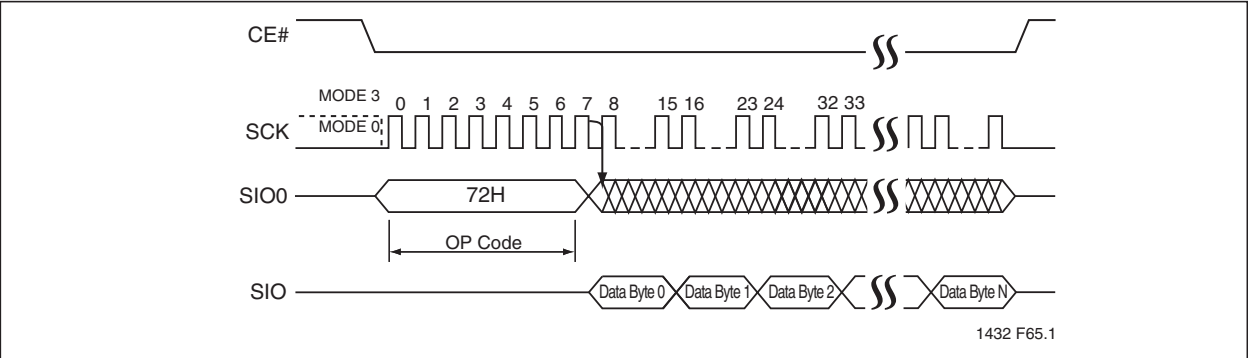 CE#
MODE 3
0 1 2 3 4 5 6 7 8 15 16 23 24 32 33
SCK
MODE 0
SIO0
72H
OP Code
SIO
Data Byte 0 Data Byte 1 Data Byte 2 Data Byte N
1432 F65.1